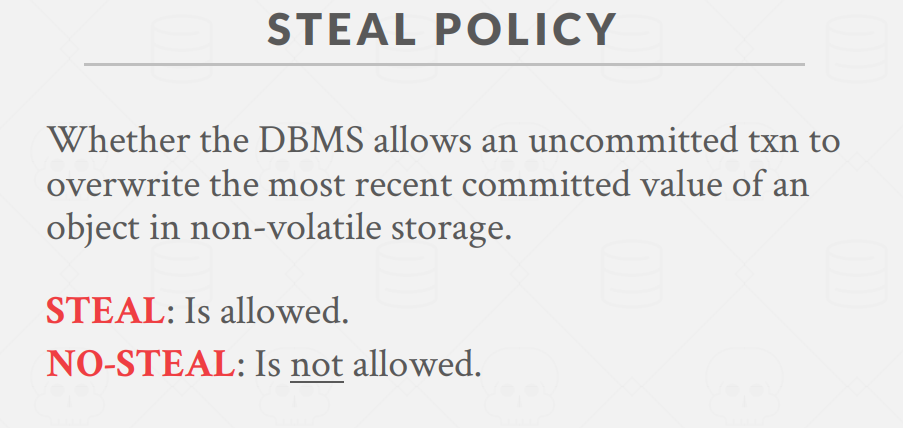 STEAL POLICY
Whether the DBMS allows an uncommitted txn to
overwrite the most recent committed value of an
object in non-volatile storage.
STEAL: Is allowed.
NO-STEAL: Is not allowed.